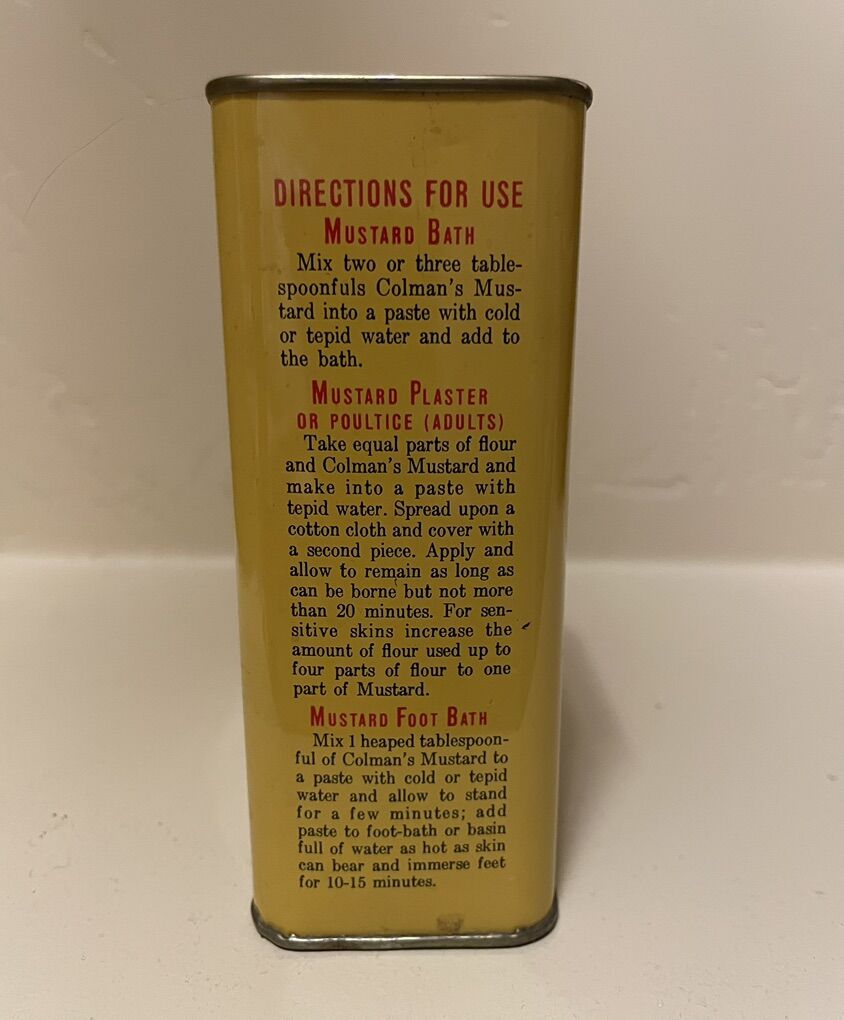 DIRECTIONS FOR USE
MUSTARD BATH
Mix two or three table-
spoonfuls Colman's Mus-
tard into a paste with cold
or tepid water and add to
the bath.
MUSTARD PLASTER
OR POULTICE (ADULTS)
Take equal parts of flour
and Colman's Mustard and
make into a paste with
tepid water. Spread upon a
cotton cloth and cover with
a second piece. Apply and
allow to remain as long as
can be borne but not more
than 20 minutes. For sen-
sitive skins increase the
amount of flour used up to
four parts of flour to one
part of Mustard.
MUSTARD FOOT BATH
Mix 1 heaped tablespoon-
ful of Colman's Mustard to
a paste with cold or tepid
water and allow to stand
for a few minutes; add
paste to foot-bath or basin
full of water as hot as skin
can bear and immerse feet
for 10-15 minutes.